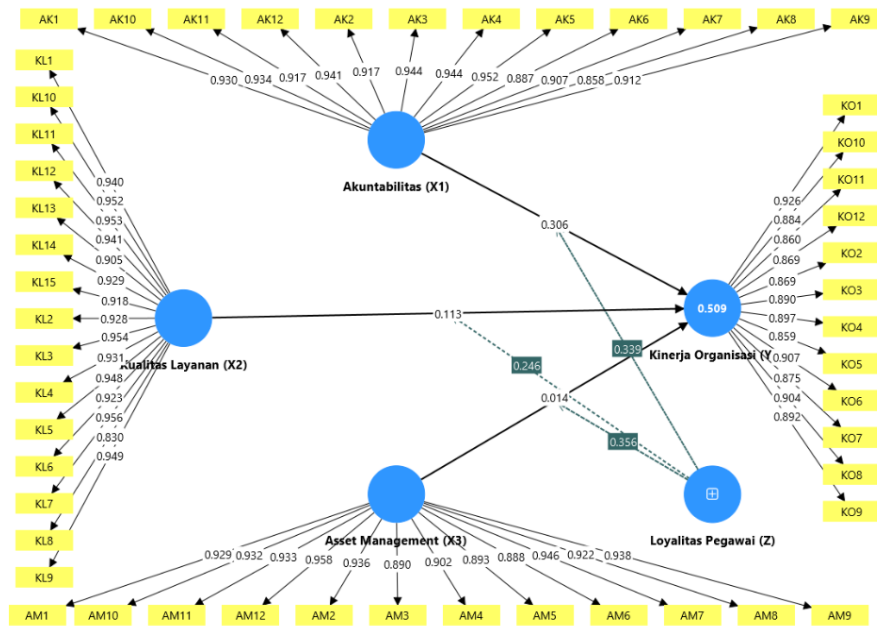 AK1 AK10 AK11 AK12 AK2 AK3 AK4 AK5 AK6 AK7 AK8 AK9
0.930 0.934 0.917 0.941 0.917 0.944 0.944 0.952 0.887 0.907 0.858 0.912
Akuntabilitas (X1)
KL1
KL10
KL11
KL12
KL13
KL14
KL15
KL2
KL3
KL4
KL5
KL6
KL7
KL8
KL9
0.940
0.952
0.953
0.941
0.905
0.929
0.918
0.928
0.954
0.931
0.948
0.923
0.956
0.830
0.949
Kualitas Layanan (X2)
0.306
0.113
0.339
0.246
0.014
0.356
0.509
Kinerja Organisasi (Y
KO1
KO10
KO11
KO12
KO2
KO3
KO4
KO5
KO6
KO7
KO8
KO9
0.926
0.884
0.860
0.869
0.869
0.890
0.897
0.859
0.907
0.875
0.904
0.892
Loyalitas Pegawai (Z)
Asset Management (X3)
0.929 0.932 0.933 0.958 0.936 0.890 0.902 0.893 0.888 0.946 0.922 0.938
AM1 AM10 AM11 AM12 AM2 AM3 AM4 AM5 AM6 AM7 AM8 AM9